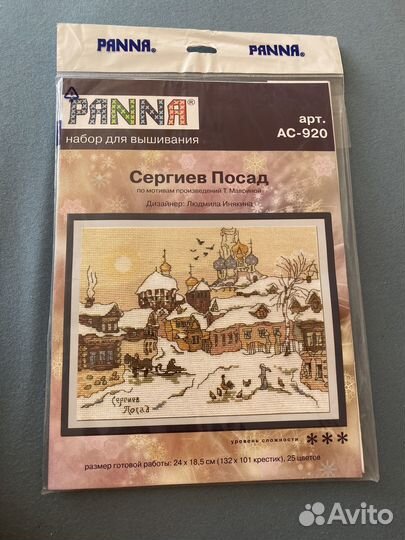 PANNA® PANNA®
PANNA®
набор для вышивания
арт.
АС-920
Сергиев Посад
по мотивам произведений Т. Мавриной
Дизайнер: Людмила Инякина
Сергиев
Посад
уровень сложности ***
размер готовой работы: 24 x 18,5 см (132 x 101 крестик), 25 цветов
Avito